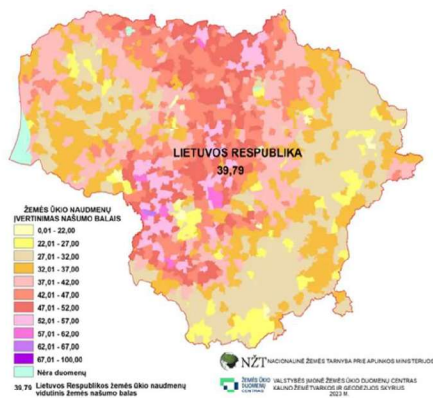 LIETUVOS RESPUBLIKA
39,79
ŽEMĖS ŪKIO NAUDMENŲ
ĮVERTINIMAS NAŠUMO BALAIS
0,01 - 22,00
22,01 - 27,00
27,01 - 32,00
32,01 - 37,00
37,01 - 42,00
42,01 - 47,00
47,01 - 52,00
52,01 - 57,00
57,01 - 62,00
62,01 - 67,00
67,01 - 100,00
Nėra duomenų
39,79 Lietuvos Respublikos žemės ūkio naudmenų
vidutinis žemės našumo balas
NŽT NACIONALINĖ ŽEMĖS TARNYBA PRIE APLINKOS MINISTERIJOS
ŽEMĖS ŪKIO
DUOMENŲ
CENTRAS
VALSTYBĖS ĮMONĖ ŽEMĖS ŪKIO DUOMENŲ CENTRAS
KAUNO ŽEMĖTVARKOS IR GEODEZIJOS SKYRIUS
2023 M.